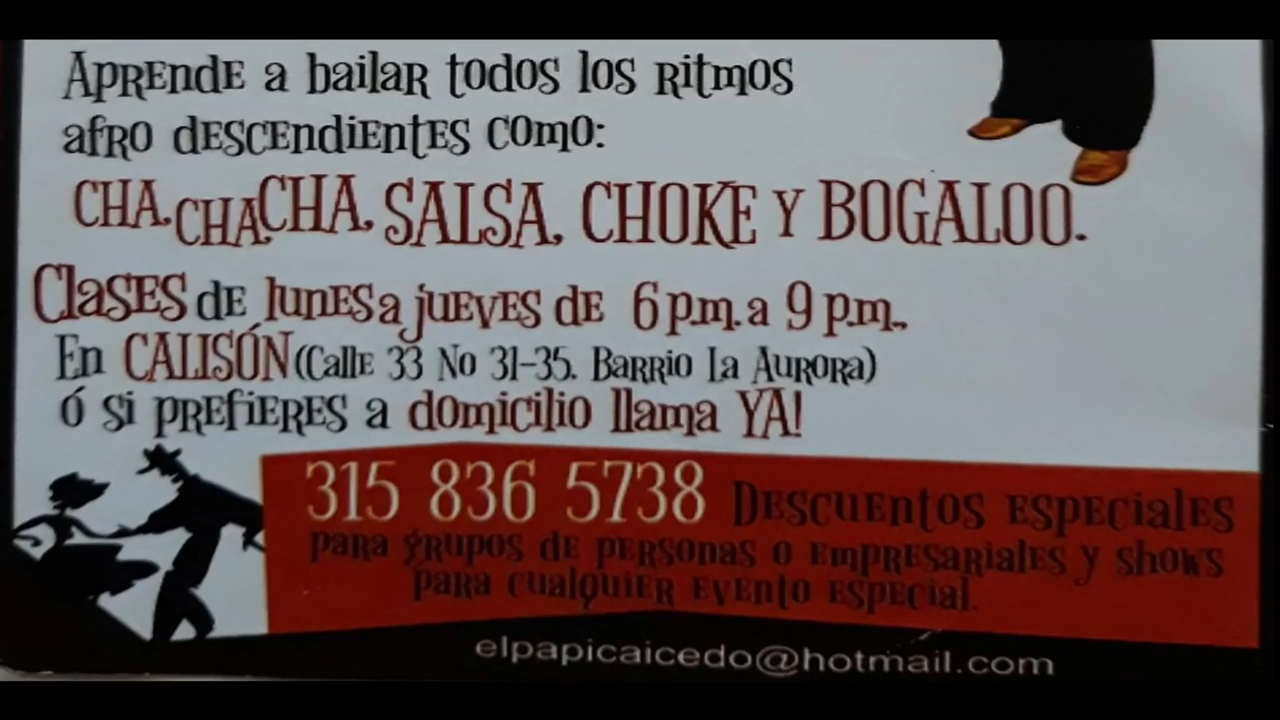 Aprende a bailar todos los ritmos
afro descendientes como:
CHA, CHA, CHA, SALSA, CHOKE Y BOGALOO.
Clases de lunes a jueves de 6 p.m. a 9 p.m.,
En CALISÓN (Calle 33 No 31-35. Barrio La Aurora)
ó si prefieres a domicilio llama YA!
315 836 5738 Descuentos especiales
para grupos de personas o empresariales y shows
para cualquier evento especial.
elpapicaicedo@hotmail.com